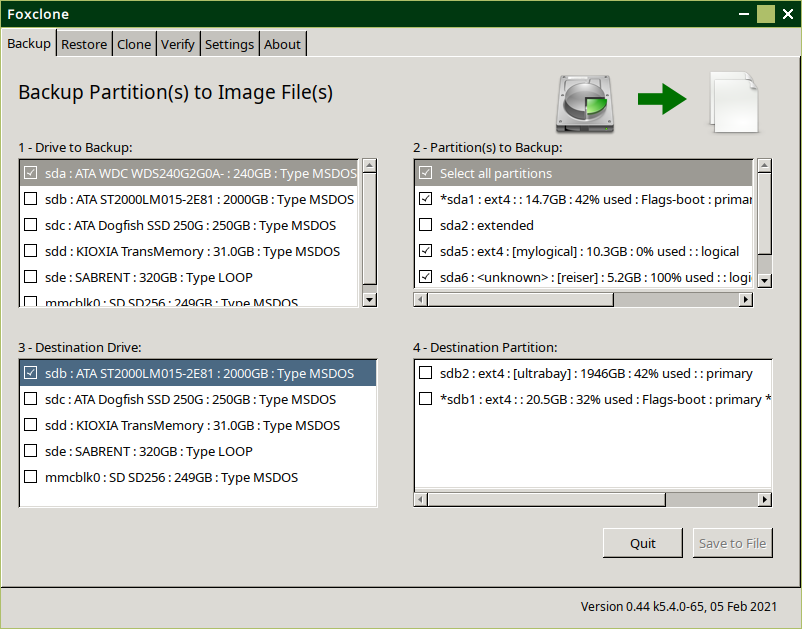 Foxclone
Backup Restore Clone Verify Settings About
Backup Partition(s) to Image File(s)
1 - Drive to Backup:
sda : ATA WDC WDS240G2G0A- : 240GB : Type MSDOS
sdb : ATA ST2000LM015-2E81 : 2000GB : Type MSDOS
sdc : ATA Dogfish SSD 250G : 250GB : Type MSDOS
sdd : KIOXIA TransMemory : 31.0GB : Type MSDOS
sde : SABRENT : 320GB : Type LOOP
mmcblk0 : SD SD256 : 249GB : Type MSDOS
2 - Partition(s) to Backup:
Select all partitions
*sda1 : ext4 : : 14.7GB : 42% used : Flags-boot : primar
sda2 : extended
sda5 : ext4 : [mylogical] : 10.3GB : 0% used : : logical
sda6 : <unknown> : [reiser] : 5.2GB : 100% used : : logi
3 - Destination Drive:
sdb : ATA ST2000LM015-2E81 : 2000GB : Type MSDOS
sdc : ATA Dogfish SSD 250G : 250GB : Type MSDOS
sdd : KIOXIA TransMemory : 31.0GB : Type MSDOS
sde : SABRENT : 320GB : Type LOOP
mmcblk0 : SD SD256 : 249GB : Type MSDOS
4 - Destination Partition:
sdb2 : ext4 : [ultrabay] : 1946GB : 42% used : : primary
*sdb1 : ext4 : : 20.5GB : 32% used : Flags-boot : primary *
Quit Save to File
Version 0.44 k5.4.0-65, 05 Feb 2021